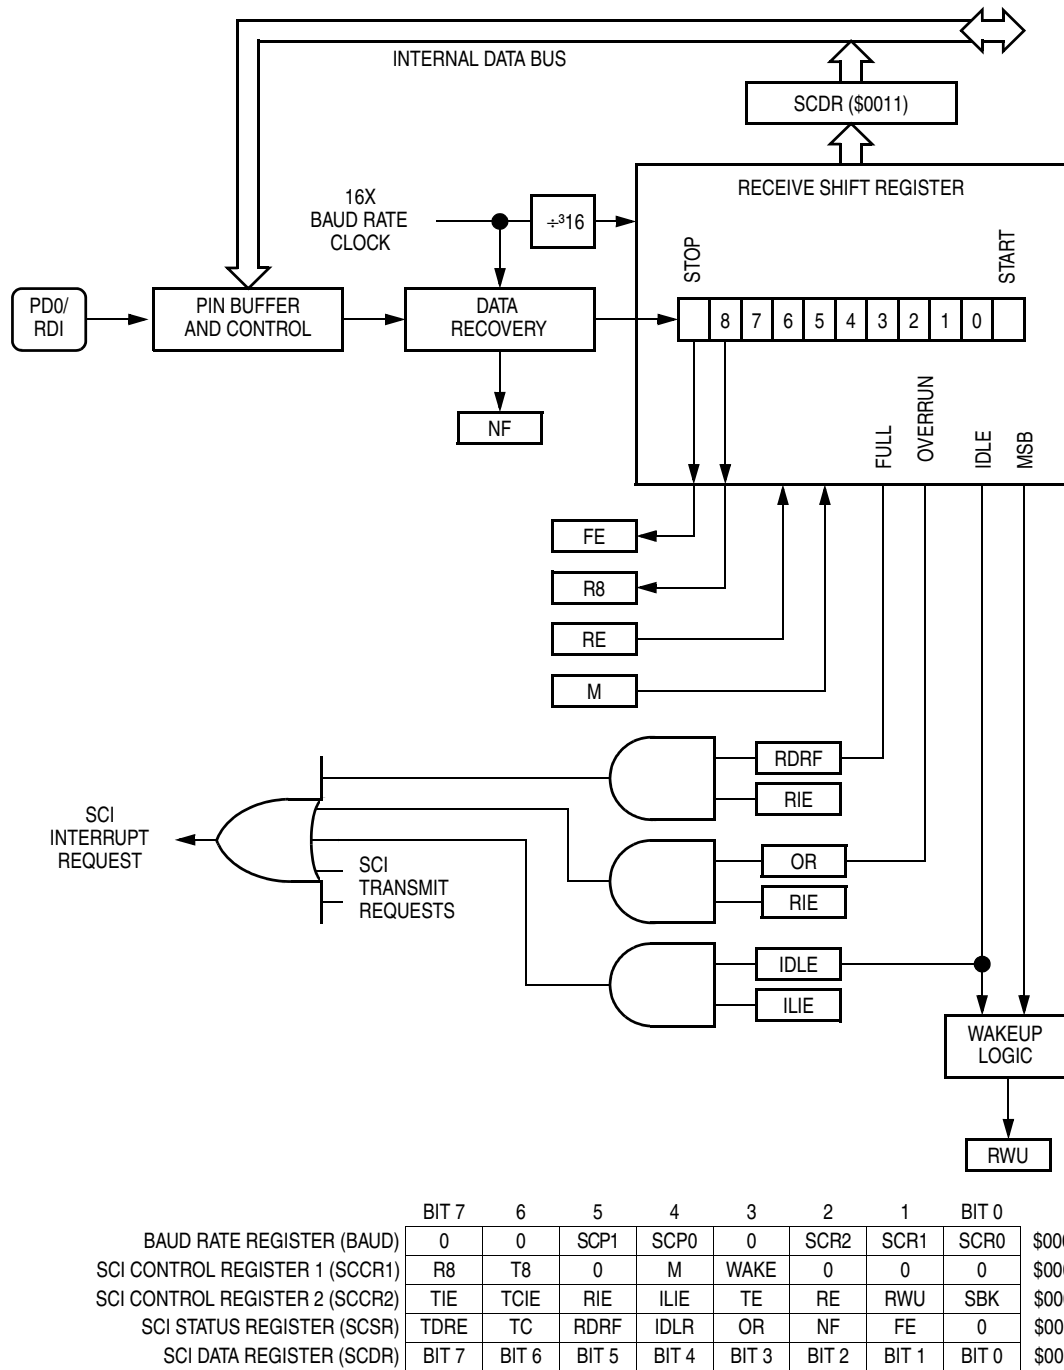 INTERNAL DATA BUS
SCDR ($0011)
RECEIVE SHIFT REGISTER
16X
BAUD RATE
CLOCK
÷³16
STOP
START
PD0/
RDI
PIN BUFFER
AND CONTROL
DATA
RECOVERY
8 7 6 5 4 3 2 1 0
NF
FULL
OVERRUN
IDLE
MSB
FE
R8
RE
M
RDRF
RIE
SCI
INTERRUPT
REQUEST
SCI
TRANSMIT
REQUESTS
OR
RIE
IDLE
ILIE
WAKEUP
LOGIC
RWU
BIT 7 6 5 4 3 2 1 BIT 0
BAUD RATE REGISTER (BAUD) 0 0 SCP1 SCP0 0 SCR2 SCR1 SCR0
SCI CONTROL REGISTER 1 (SCCR1) R8 T8 0 M WAKE 0 0 0
SCI CONTROL REGISTER 2 (SCCR2) TIE TCIE RIE ILIE TE RE RWU SBK
SCI STATUS REGISTER (SCSR) TDRE TC RDRF IDLR OR NF FE 0
SCI DATA REGISTER (SCDR) BIT 7 BIT 6 BIT 5 BIT 4 BIT 3 BIT 2 BIT 1 BIT 0